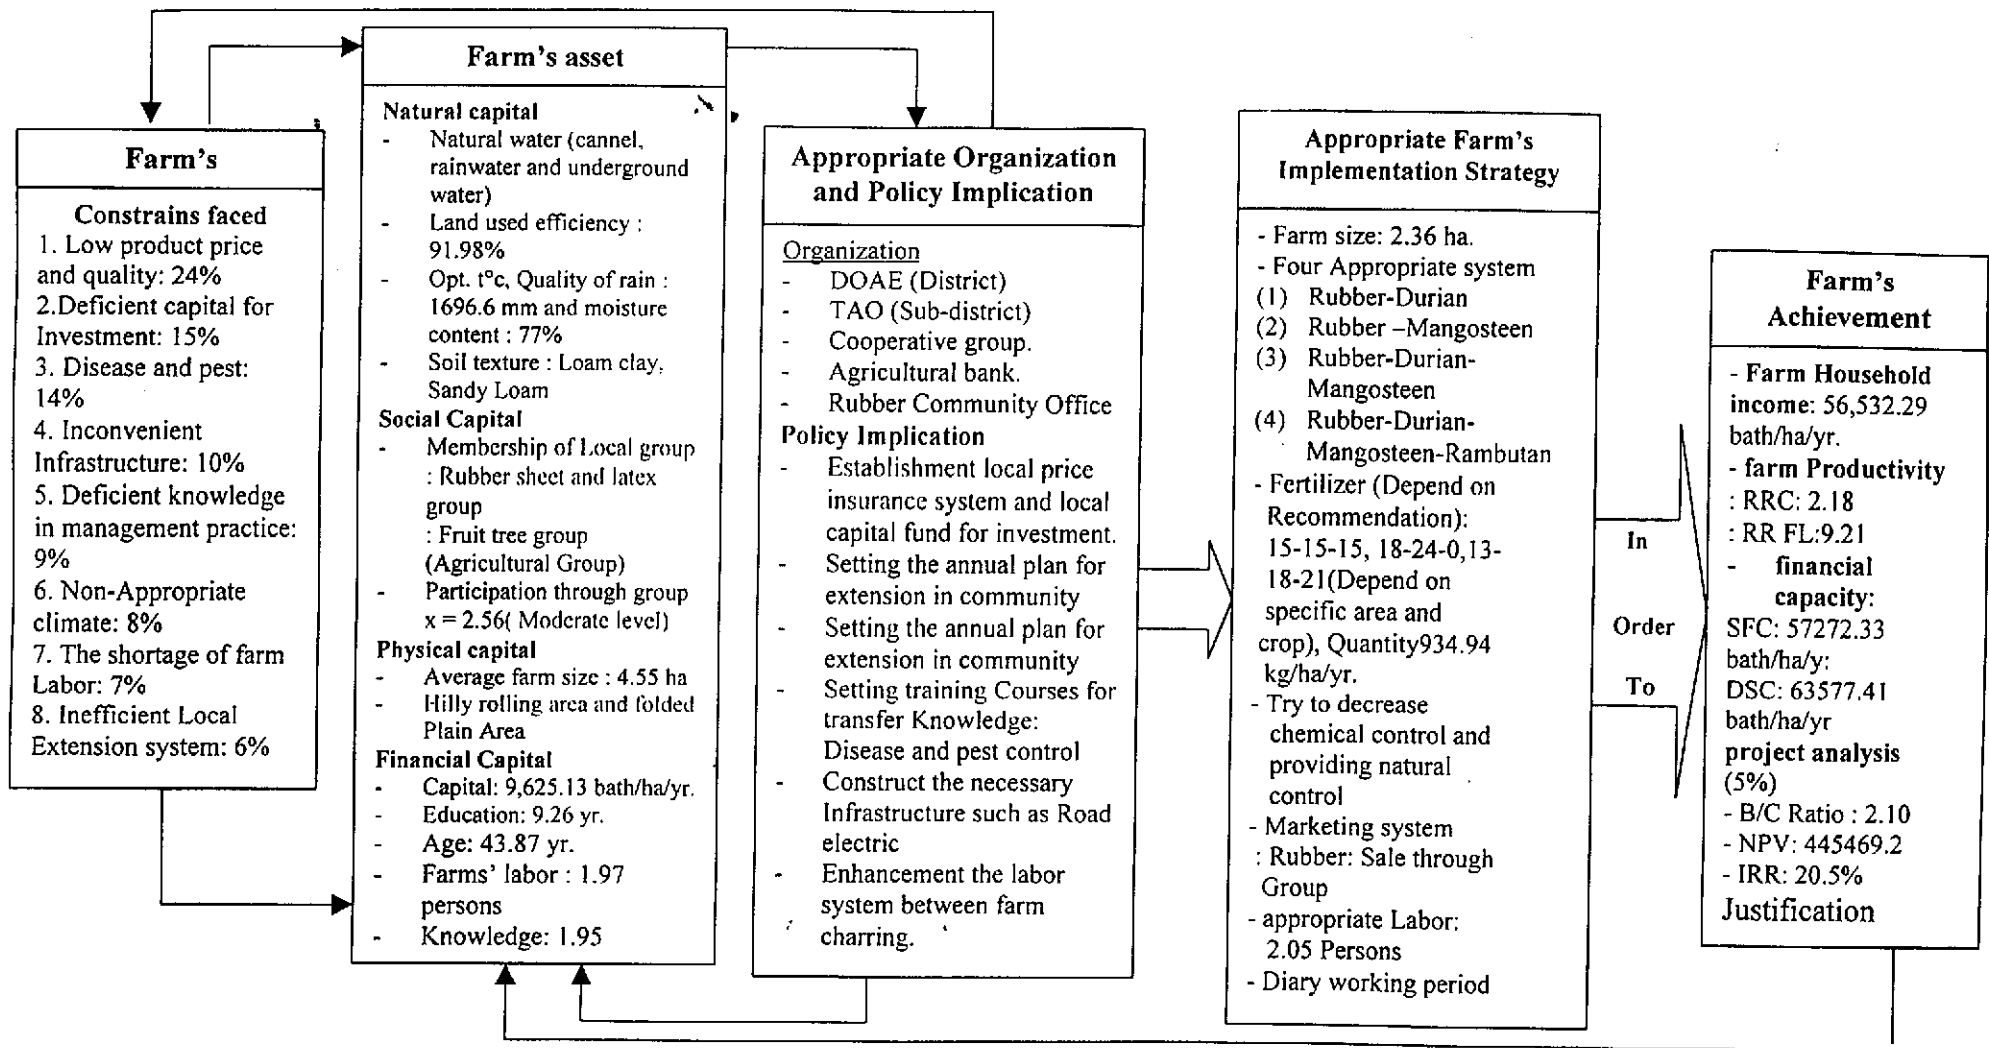 Farm's
Constrains faced
1. Low product price
and quality: 24%
2.Deficient capital for
Investment: 15%
3. Disease and pest:
14%
4. Inconvenient
Infrastructure: 10%
5. Deficient knowledge
in management practice:
9%
6. Non-Appropriate
climate: 8%
7. The shortage of farm
Labor: 7%
8. Inefficient Local
Extension system: 6%
Farm's asset
Natural capital
- Natural water (cannel,
rainwater and underground
water)
- Land used efficiency :
91.98%
- Opt. t°c, Quality of rain :
1696.6 mm and moisture
content : 77%
- Soil texture : Loam clay,
Sandy Loam
Social Capital
- Membership of Local group
: Rubber sheet and latex
group
: Fruit tree group
(Agricultural Group)
- Participation through group
x = 2.56( Moderate level)
Physical capital
- Average farm size : 4.55 ha
- Hilly rolling area and folded
Plain Area
Financial Capital
- Capital: 9,625.13 bath/ha/yr.
- Education: 9.26 yr.
- Age: 43.87 yr.
- Farms' labor : 1.97
persons
- Knowledge: 1.95
Appropriate Organization
and Policy Implication
Organization
- DOAE (District)
- TAO (Sub-district)
- Cooperative group.
- Agricultural bank.
- Rubber Community Office
Policy Implication
- Establishment local price
insurance system and local
capital fund for investment.
- Setting the annual plan for
extension in community
- Setting the annual plan for
extension in community
- Setting training Courses for
transfer Knowledge:
Disease and pest control
- Construct the necessary
Infrastructure such as Road
electric
- Enhancement the labor
system between farm
charring.
Appropriate Farm's
Implementation Strategy
- Farm size: 2.36 ha.
- Four Appropriate system
(1) Rubber-Durian
(2) Rubber –Mangosteen
(3) Rubber-Durian-
Mangosteen
(4) Rubber-Durian-
Mangosteen-Rambutan
- Fertilizer (Depend on
Recommendation):
15-15-15, 18-24-0,13-
18-21(Depend on
specific area and
crop), Quantity934.94
kg/ha/yr.
- Try to decrease
chemical control and
providing natural
control
- Marketing system
: Rubber: Sale through
Group
- appropriate Labor:
2.05 Persons
- Diary working period
In
Order
To
Farm's
Achievement
- Farm Household
income: 56,532.29
bath/ha/yr.
- farm Productivity
: RRC: 2.18
: RR FL:9.21
- financial
capacity:
SFC: 57272.33
bath/ha/y:
DSC: 63577.41
bath/ha/yr
project analysis
(5%)
- B/C Ratio : 2.10
- NPV: 445469.2
- IRR: 20.5%
Justification